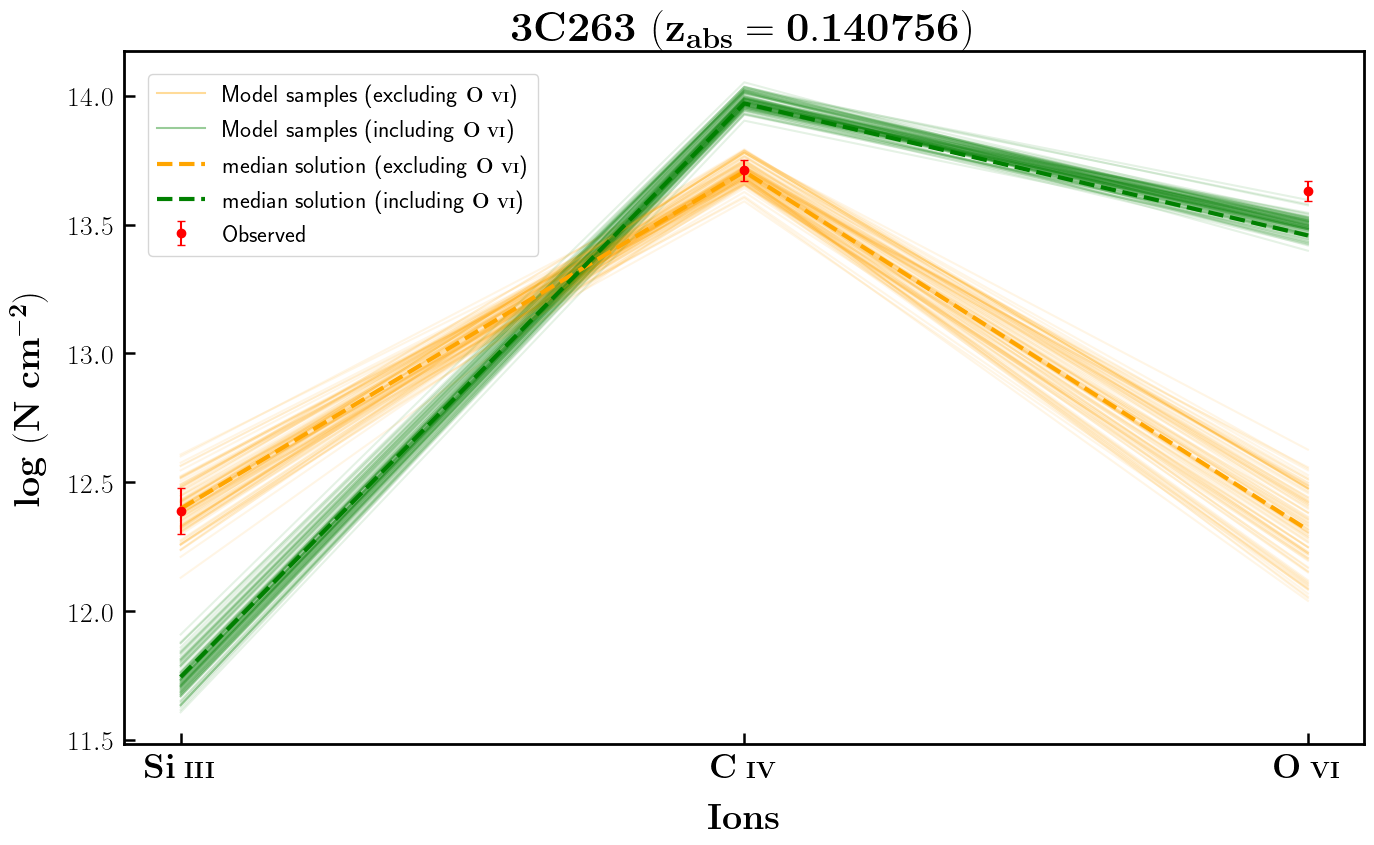 3C263 (z_abs = 0.140756)
Model samples (excluding O VI)
Model samples (including O VI)
median solution (excluding O VI)
median solution (including O VI)
Observed
log (N cm^−2)
14.0
13.5
13.0
12.5
12.0
11.5
Si III
C IV
O VI
Ions